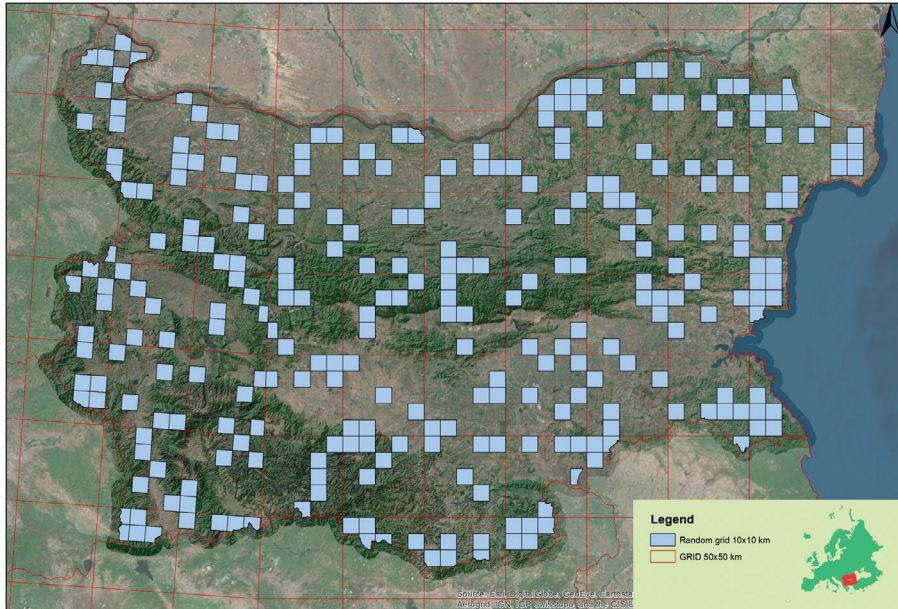 Legend
Random grid 10x10 km
GRID 50x50 km
Source: Esri, DigitalGlobe, GeoEye, Earthsta
Aerogrid, IGN, IGP, swisstopo, and the GIS U